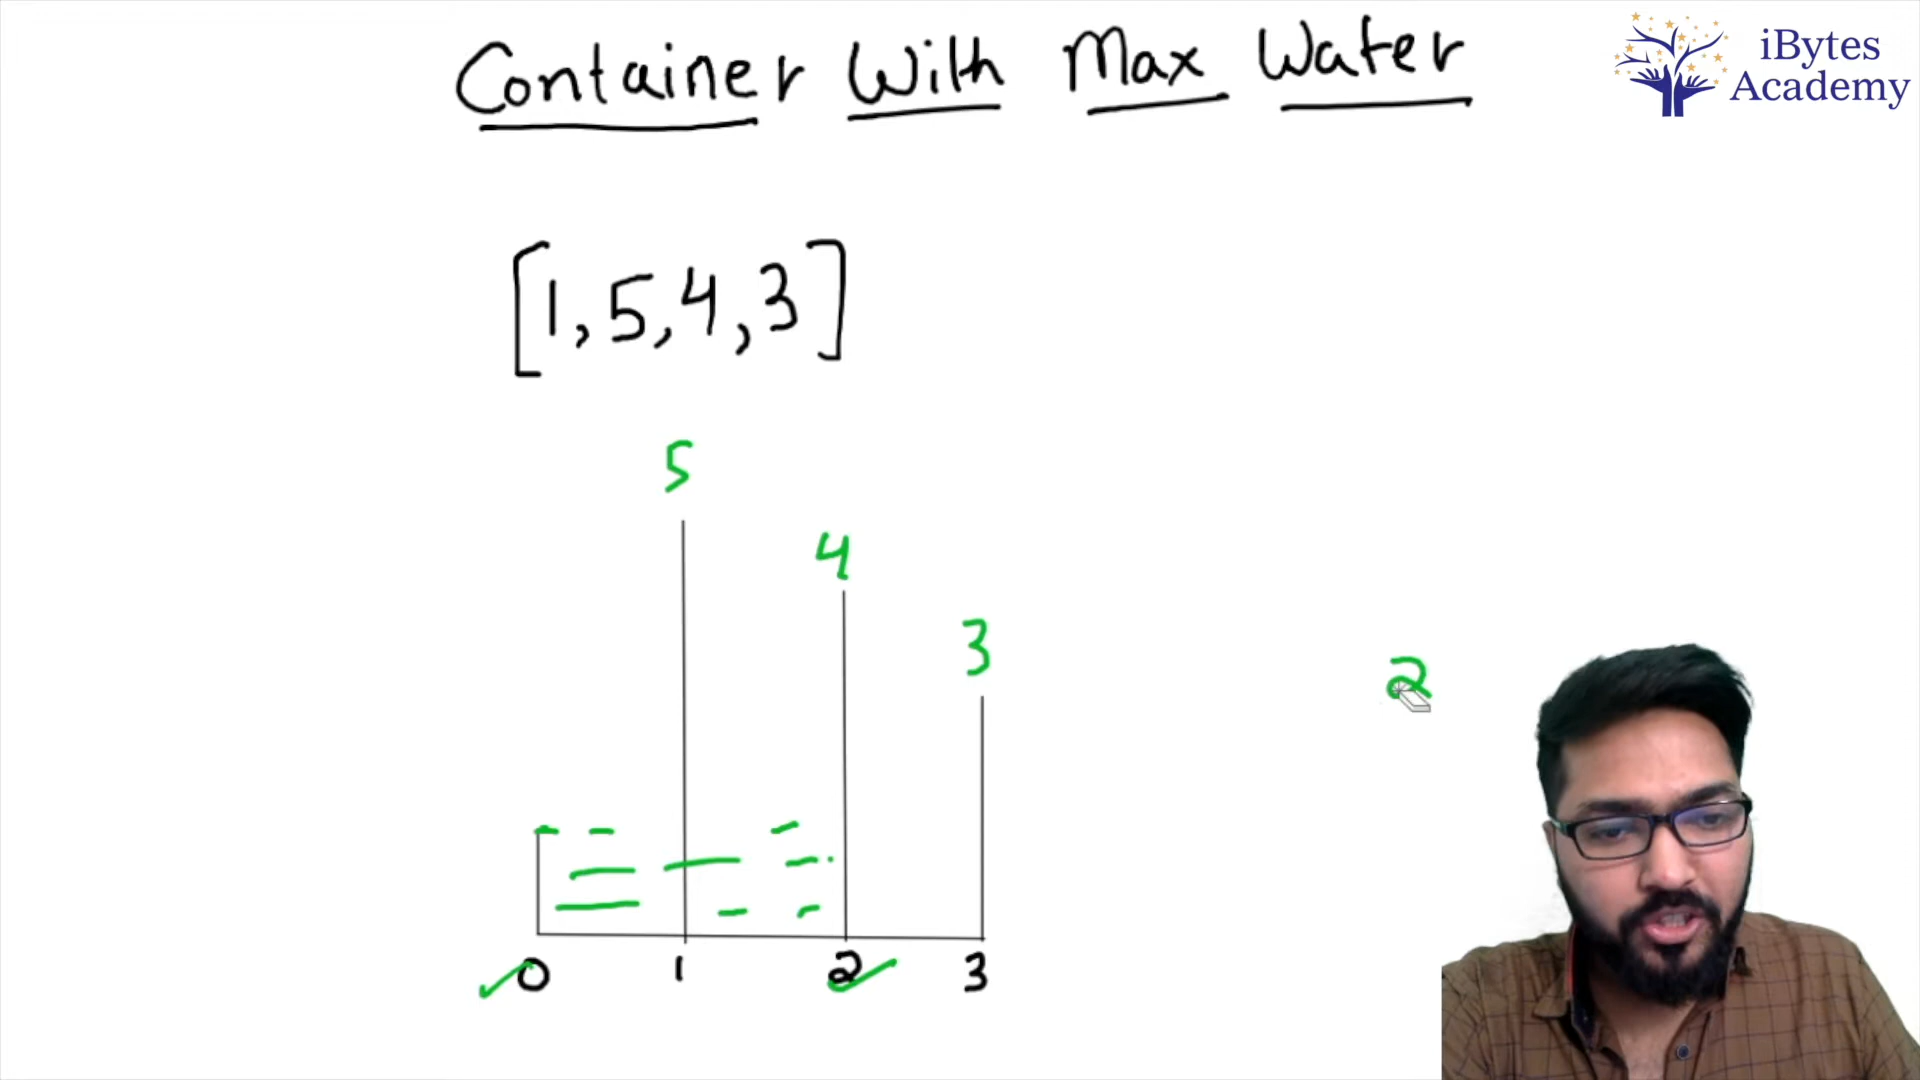 Container With Max Water
iBytes
Academy
[1,5,4,3]
5
4
3
2
0 1 2 3